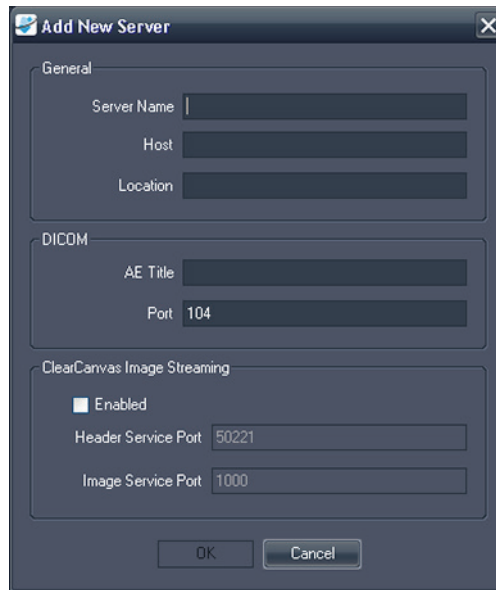 Add New Server
General
Server Name
Host
Location
DICOM
AE Title
Port 104
ClearCanvas Image Streaming
Enabled
Header Service Port 50221
Image Service Port 1000
OK Cancel